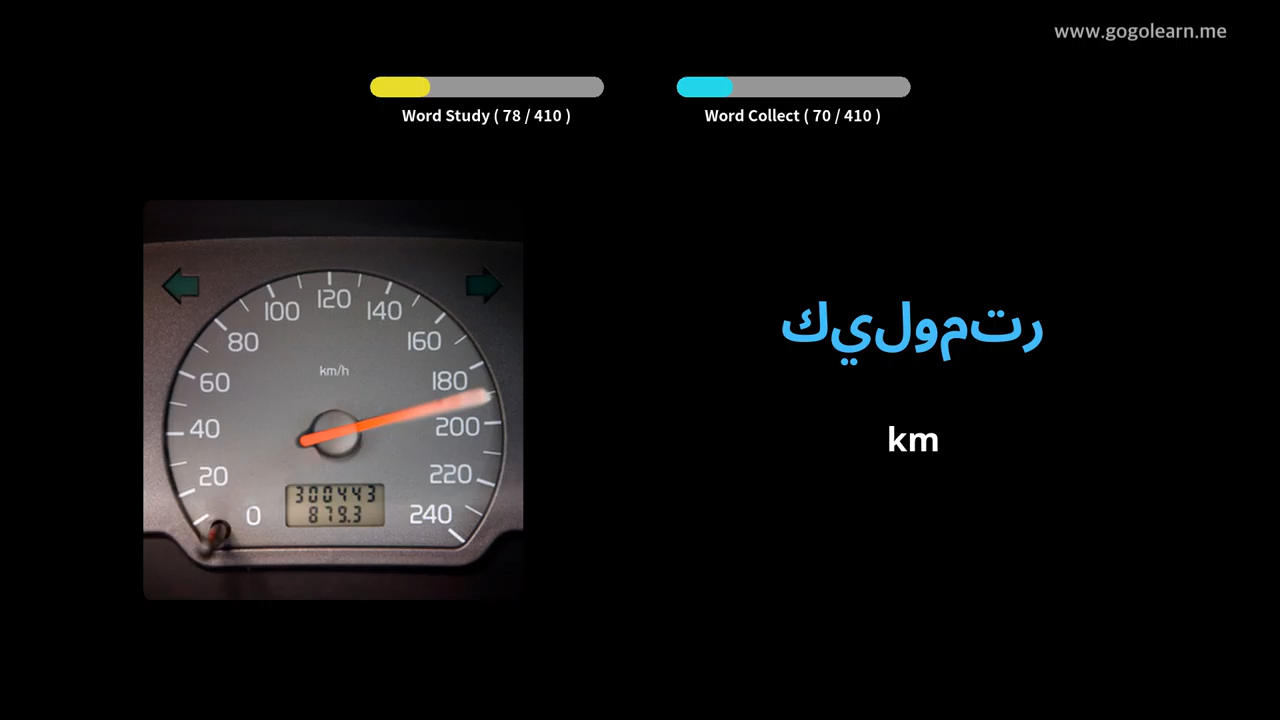 www.gogolearn.me
Word Study ( 78 / 410 )
Word Collect ( 70 / 410 )
120
100
140
80
160
km/h
60
180
40
200
20
220
300443
879.3
0
240
رتموليك
km